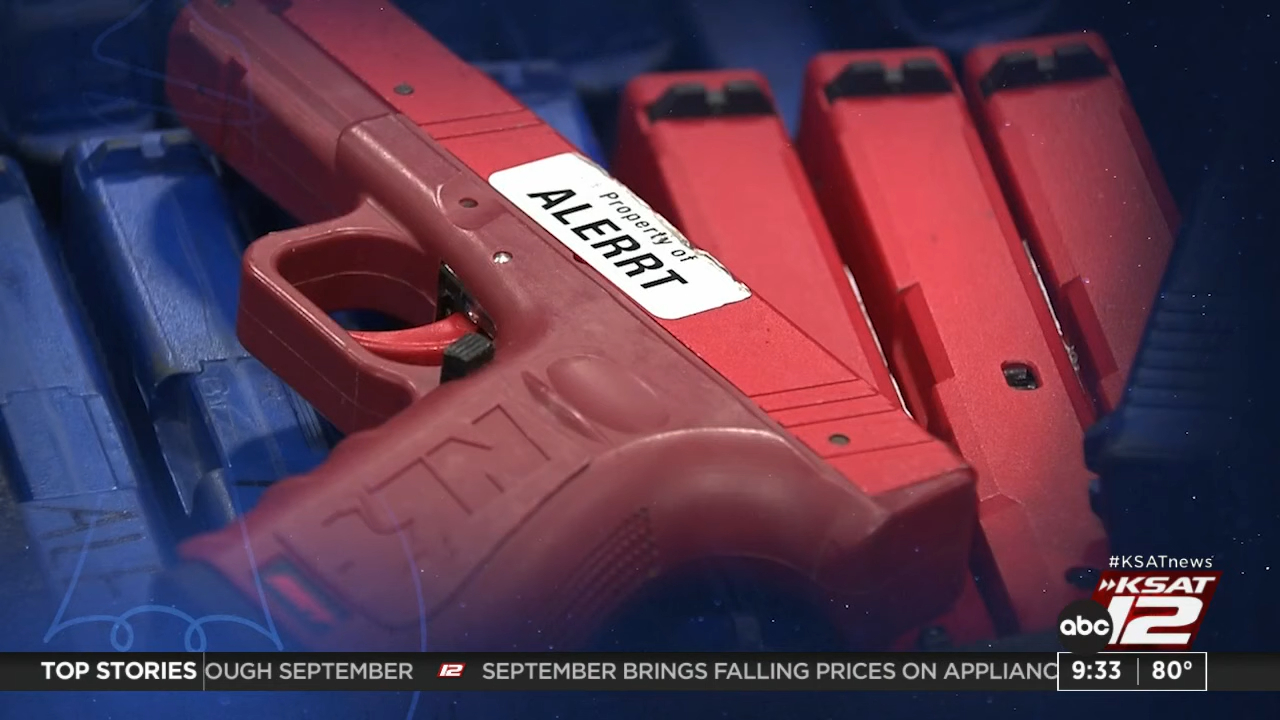 Property of
ALERRT
#KSATnews
KSAT
abc 12
TOP STORIES OUGH SEPTEMBER 12 SEPTEMBER BRINGS FALLING PRICES ON APPLIANC 9:33 80°